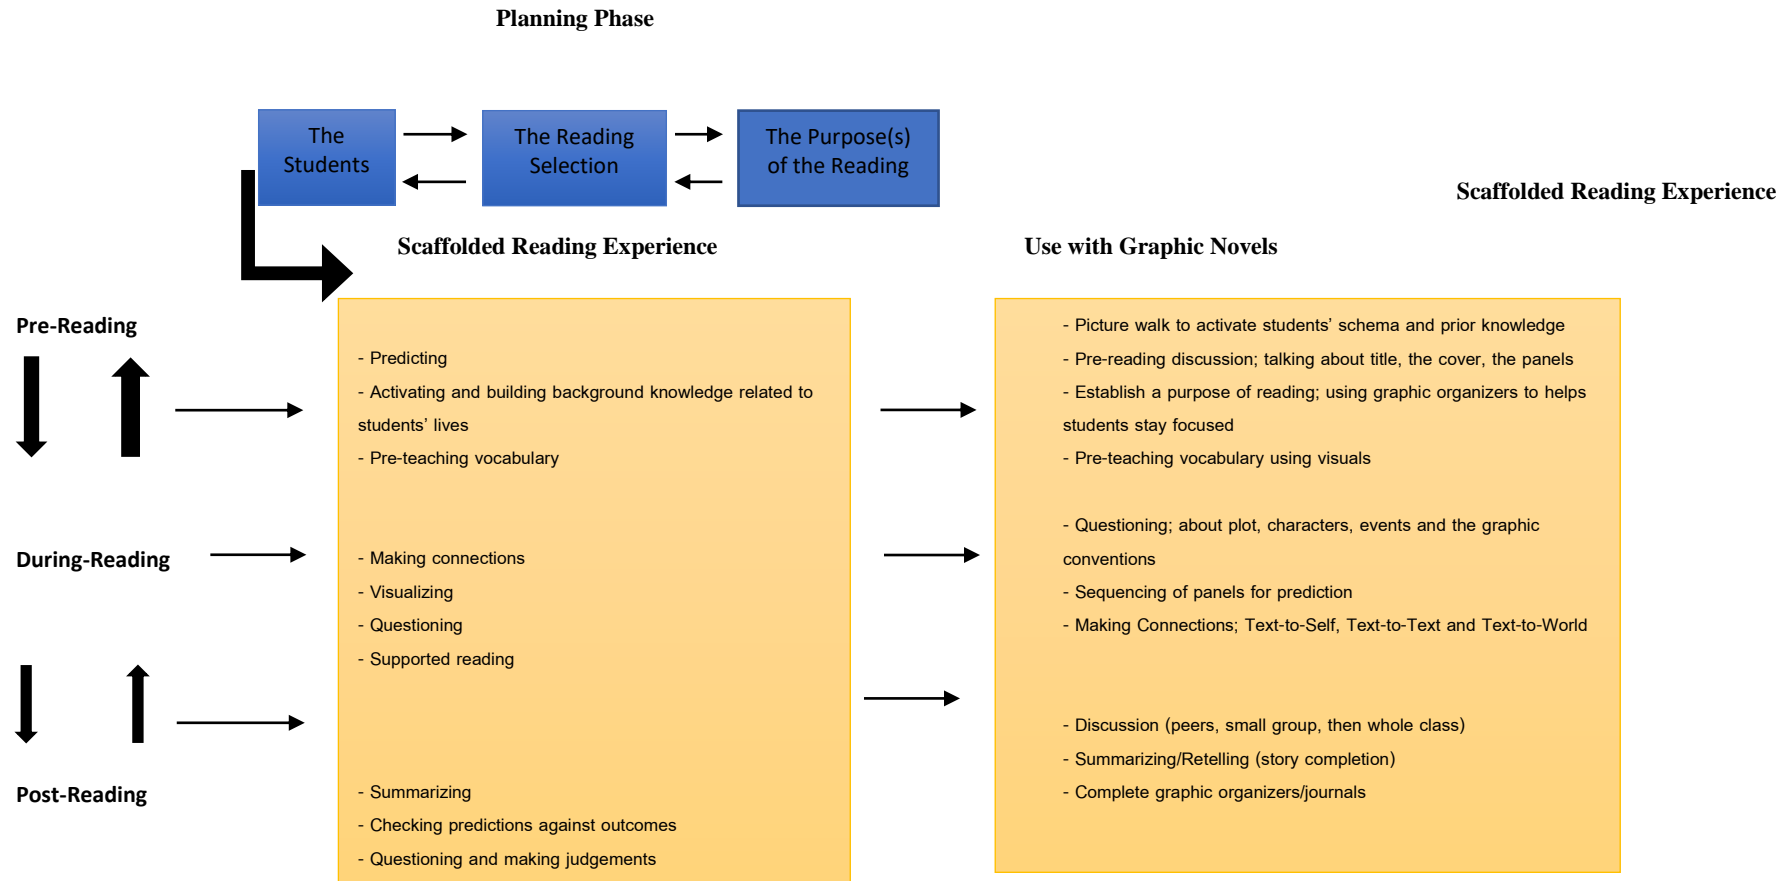 Planning Phase
The
Students
The Reading
Selection
The Purpose(s)
of the Reading
Scaffolded Reading Experience
Scaffolded Reading Experience
Use with Graphic Novels
Pre-Reading
- Predicting
- Activating and building background knowledge related to
students’ lives
- Pre-teaching vocabulary
- Picture walk to activate students’ schema and prior knowledge
- Pre-reading discussion; talking about title, the cover, the panels
- Establish a purpose of reading; using graphic organizers to helps
students stay focused
- Pre-teaching vocabulary using visuals
During-Reading
- Making connections
- Visualizing
- Questioning
- Supported reading
- Questioning; about plot, characters, events and the graphic
conventions
- Sequencing of panels for prediction
- Making Connections; Text-to-Self, Text-to-Text and Text-to-World
Post-Reading
- Summarizing
- Checking predictions against outcomes
- Questioning and making judgements
- Discussion (peers, small group, then whole class)
- Summarizing/Retelling (story completion)
- Complete graphic organizers/journals